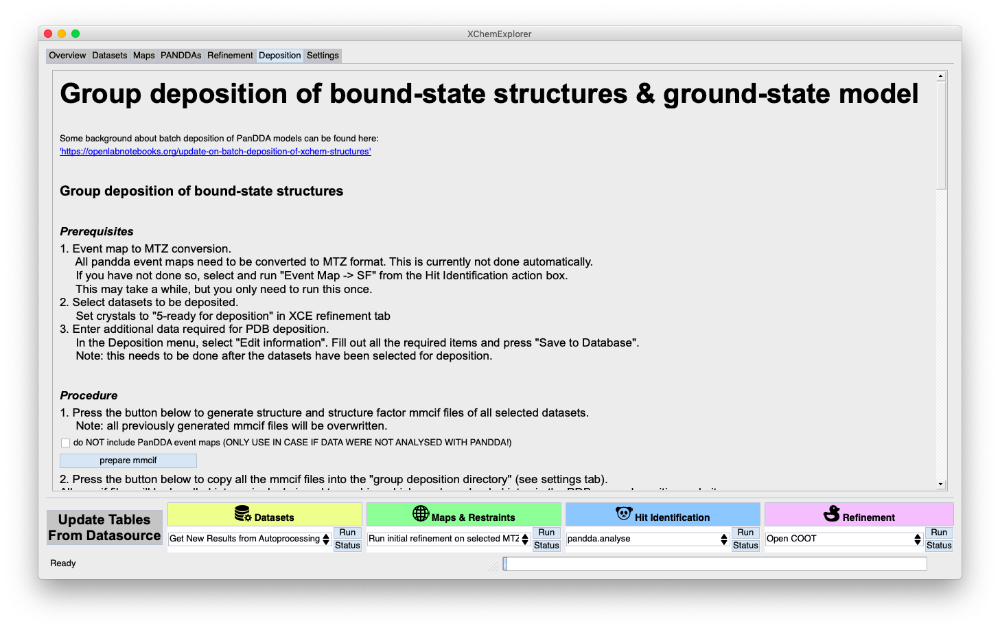 XChemExplorer
Overview Datasets Maps PANDDAs Refinement Deposition Settings
Group deposition of bound-state structures & ground-state model
Some background about batch deposition of PanDDA models can be found here:
'https://openlabnotebooks.org/update-on-batch-deposition-of-xchem-structures'
Group deposition of bound-state structures
Prerequisites
1. Event map to MTZ conversion.
All pandda event maps need to be converted to MTZ format. This is currently not done automatically.
If you have not done so, select and run "Event Map -> SF" from the Hit Identification action box.
This may take a while, but you only need to run this once.
2. Select datasets to be deposited.
Set crystals to "5-ready for deposition" in XCE refinement tab
3. Enter additional data required for PDB deposition.
In the Deposition menu, select "Edit information". Fill out all the required items and press "Save to Database".
Note: this needs to be done after the datasets have been selected for deposition.
Procedure
1. Press the button below to generate structure and structure factor mmcif files of all selected datasets.
Note: all previously generated mmcif files will be overwritten.
do NOT include PanDDA event maps (ONLY USE IN CASE IF DATA WERE NOT ANALYSED WITH PANDDA!)
prepare mmcif
2. Press the button below to copy all the mmcif files into the "group deposition directory" (see settings tab).
Update Tables
From Datasource
Datasets
Get New Results from Autoprocessing
Run
Status
Maps & Restraints
Run initial refinement on selected MTZ
Run
Status
Hit Identification
pandda.analyse
Run
Status
Refinement
Open COOT
Run
Status
Ready